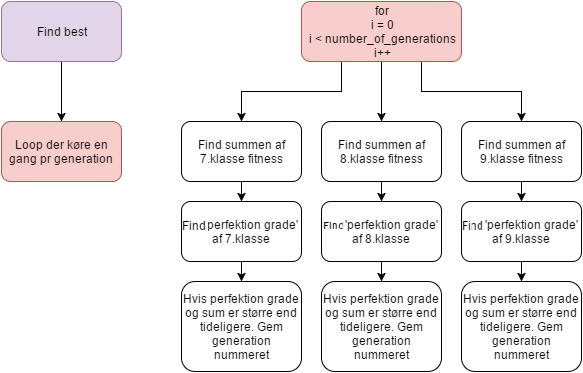 Find best
Loop der køre en
gang pr generation
for
i = 0
i < number_of_generations
i++
Find summen af
7.klasse fitness
Find perfektion grade'
af 7.klasse
Hvis perfektion grade
og sum er større end
tideligere. Gem
generation
nummeret
Find summen af
8.klasse fitness
Find 'perfektion grade'
af 8.klasse
Hvis perfektion grade
og sum er større end
tideligere. Gem
generation
nummeret
Find summen af
9.klasse fitness
Find 'perfektion grade'
af 9.klasse
Hvis perfektion grade
og sum er større end
tideligere. Gem
generation
nummeret